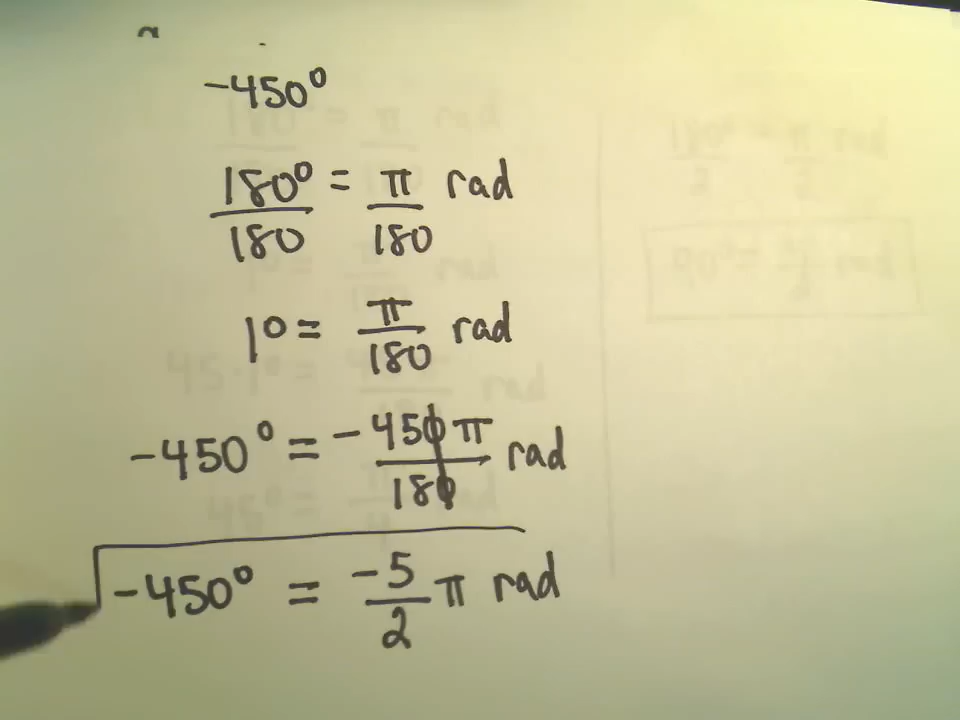 -450°
180°/180 = π/180 rad
1° = π/180 rad
-450° = -450π/180 rad
-450° = -5/2 π rad